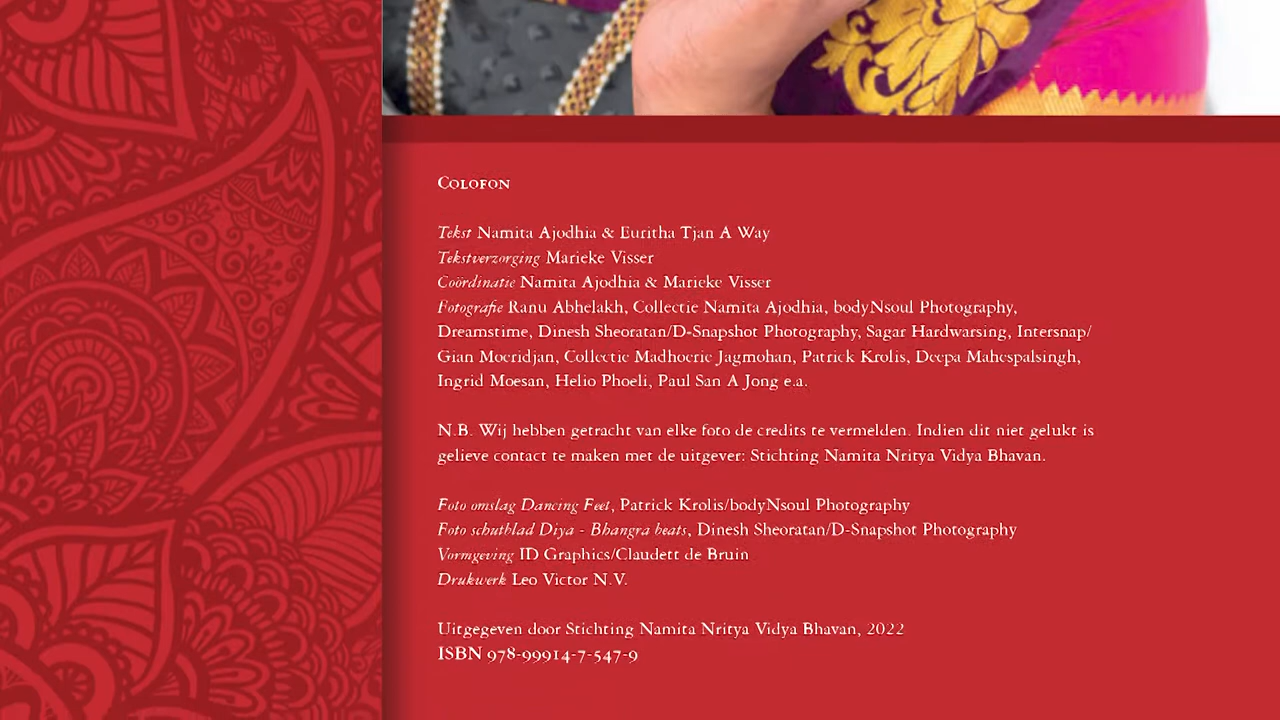 Colofon
Tekst Namita Ajodhia & Euritha Tjan A Way
Tekstverzorging Marieke Visser
Coördinatie Namita Ajodhia & Marieke Visser
Fotografie Ranu Abhelakh, Collectie Namita Ajodhia, bodyNsoul Photography,
Dreamstime, Dinesh Sheoratan/D-Snapshot Photography, Sagar Hardwarsing, Intersnap/
Gian Moeridjan, Collectie Madhoerie Jagmohan, Patrick Krolis, Deepa Mahespalsingh,
Ingrid Moesan, Helio Phoeli, Paul San A Jong e.a.
N.B. Wij hebben getracht van elke foto de credits te vermelden. Indien dit niet gelukt is
gelieve contact te maken met de uitgever: Stichting Namita Nritya Vidya Bhavan.
Foto omslag Dancing Feet, Patrick Krolis/bodyNsoul Photography
Foto schutblad Diya - Bhangra beats, Dinesh Sheoratan/D-Snapshot Photography
Vormgeving ID Graphics/Claudett de Bruin
Drukwerk Leo Victor N.V.
Uitgegeven door Stichting Namita Nritya Vidya Bhavan, 2022
ISBN 978-99914-7-547-9